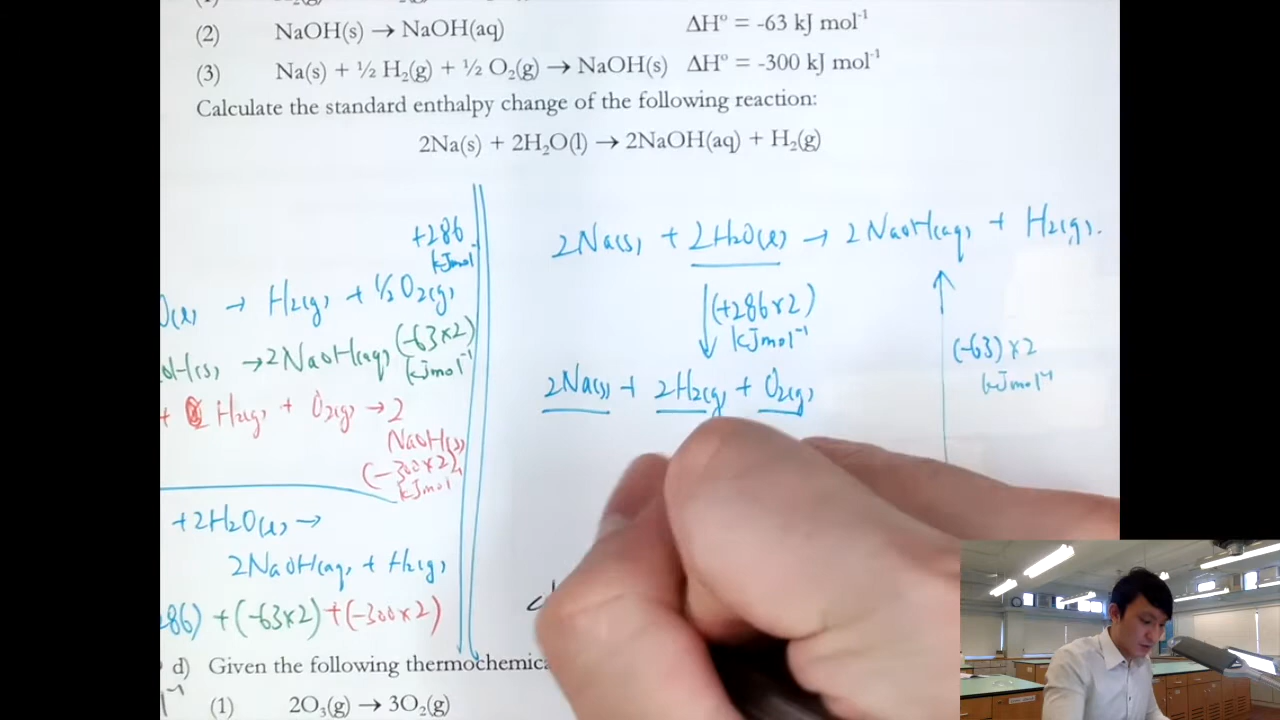 (2) NaOH(s) → NaOH(aq) ΔHº = -63 kJ mol⁻¹
(3) Na(s) + ½ H₂(g) + ½ O₂(g) → NaOH(s) ΔHº = -300 kJ mol⁻¹
Calculate the standard enthalpy change of the following reaction:
2Na(s) + 2H₂O(l) → 2NaOH(aq) + H₂(g)
+286
kJmol
→ H2(g) + ½O2(g)
→2NaOH(aq) (-63×2)
kJmol⁻¹
+ H2(g) + O2(g) → 2
NaOH(s)
(-300×2)
kJmol⁻¹
+2H2O(l) →
2NaOH(aq) + H2(g)
286) + (-63×2) + (-300×2)
2Na(s) + 2H2O(l) → 2NaOH(aq) + H2(g).
(+286×2)
kJmol⁻¹
(-63)×2
kJmol⁻¹
2Na(s) + 2H2(g) + O2(g)
d) Given the following
(1) 2O₃(g) → 3O₂(g)